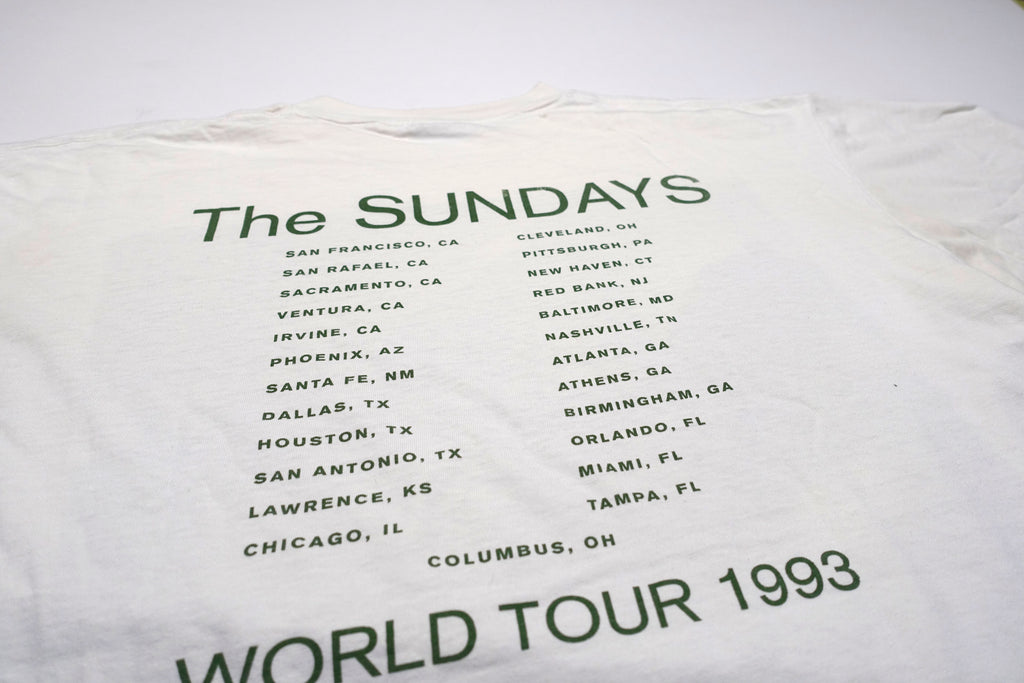 The SUNDAYS
SAN FRANCISCO, CA
SAN RAFAEL, CA
SACRAMENTO, CA
VENTURA, CA
IRVINE, CA
PHOENIX, AZ
SANTA FE, NM
DALLAS, TX
HOUSTON, TX
SAN ANTONIO, TX
LAWRENCE, KS
CHICAGO, IL
CLEVELAND, OH
PITTSBURGH, PA
NEW HAVEN, CT
RED BANK, NJ
BALTIMORE, MD
NASHVILLE, TN
ATLANTA, GA
ATHENS, GA
BIRMINGHAM, GA
ORLANDO, FL
MIAMI, FL
TAMPA, FL
COLUMBUS, OH
WORLD TOUR 1993